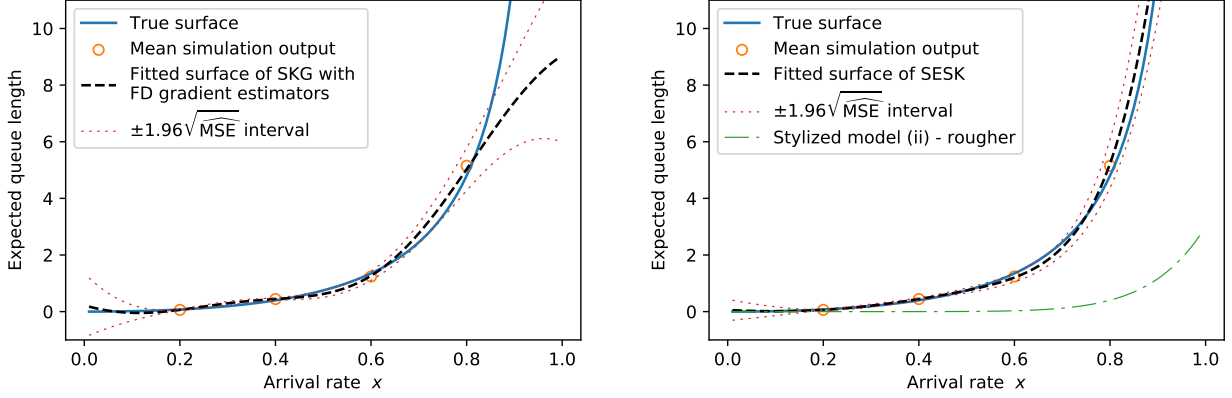 True surface
Mean simulation output
Fitted surface of SKG with
FD gradient estimators
±1.96√MSÊ interval
Expected queue length
10
8
6
4
2
0
0.0 0.2 0.4 0.6 0.8 1.0
Arrival rate x
True surface
Mean simulation output
Fitted surface of SESK
±1.96√MSÊ interval
Stylized model (ii) - rougher
Expected queue length
10
8
6
4
2
0
0.0 0.2 0.4 0.6 0.8 1.0
Arrival rate x